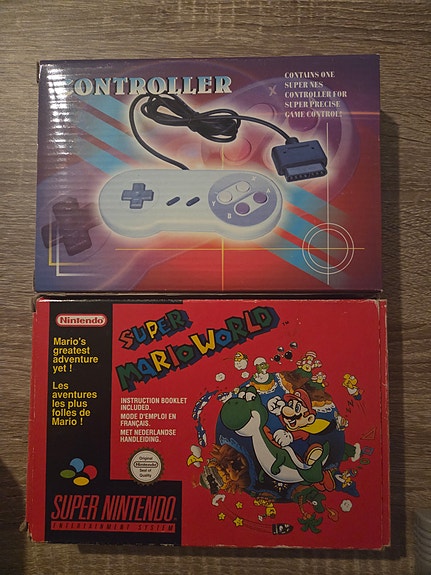 CONTROLLER
CONTAINS ONE
SUPER NES
CONTROLLER FOR
SUPER PRECISE
GAME CONTROL!
X
Y
A
B
Nintendo
Mario's
greatest
adventure
yet !
Les
aventures
les plus
folles de
Mario !
SUPER
MARIO WORLD
TM
INSTRUCTION BOOKLET
INCLUDED.
MODE D'EMPLOI EN
FRANÇAIS.
MET NEDERLANDSE
HANDLEIDING.
Original
Nintendo
Seal of
Quality
SUPER NINTENDO
ENTERTAINMENT SYSTEM